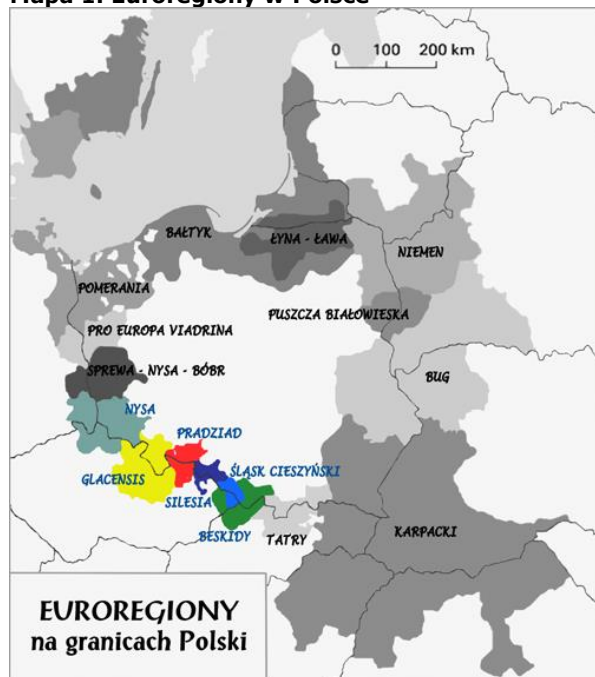 Mapa 1. Euroregiony w Polsce
0 100 200 km
BAŁTYK
ŁYNA - ŁAWA
NIEMEN
POMERANIA
PUSZCZA BIAŁOWIESKA
PRO EUROPA VIADRINA
SPREWA - NYSA - BÓBR
BUG
NYSA
PRADZIAD
ŚLĄSK CIESZYŃSKI
GLACENSIS
SILESIA
BESKIDY
TATRY
KARPACKI
EUROREGIONY
na granicach Polski